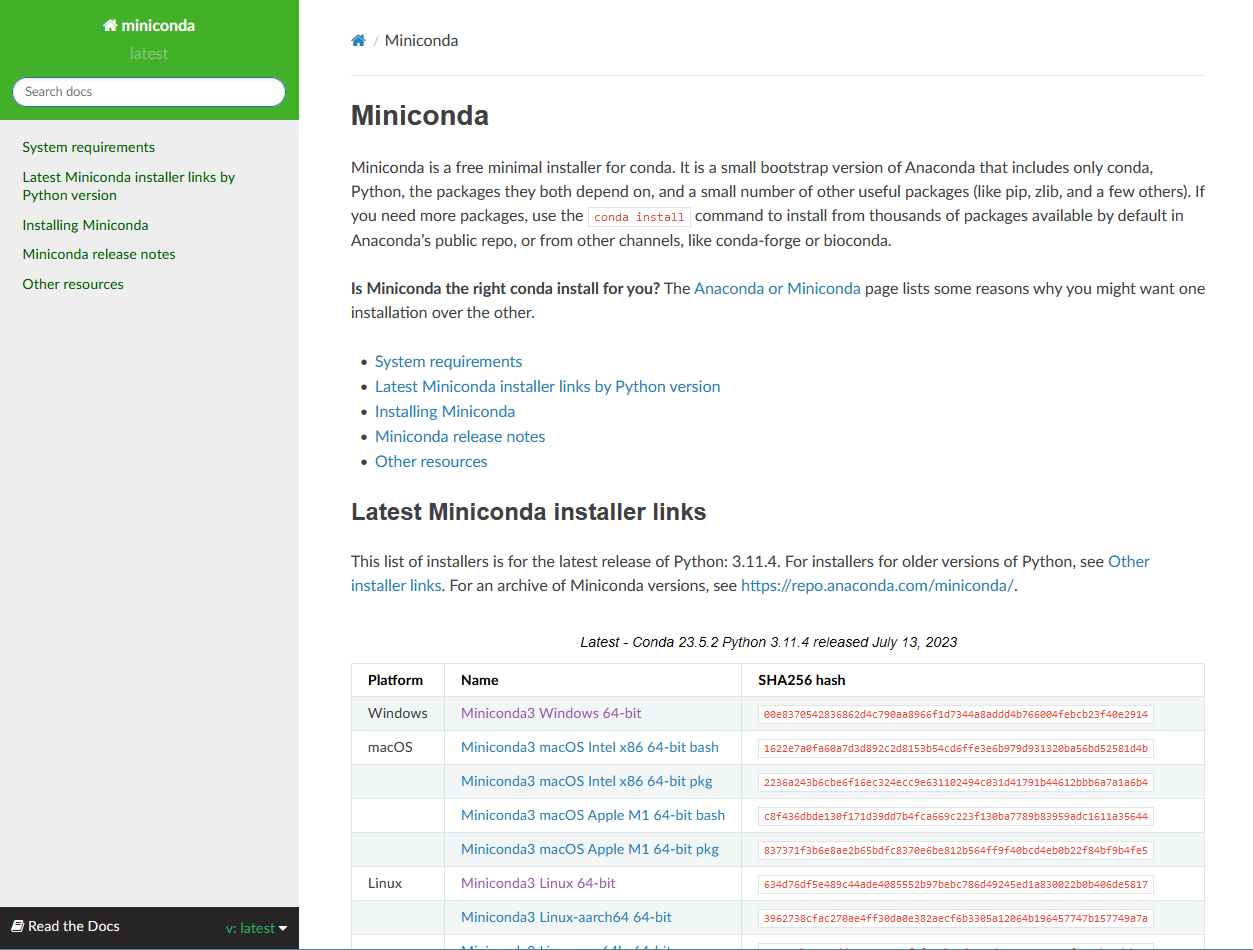 miniconda
latest
Search docs
System requirements
Latest Miniconda installer links by
Python version
Installing Miniconda
Miniconda release notes
Other resources
Read the Docs
v: latest
/ Miniconda
Miniconda
Miniconda is a free minimal installer for conda. It is a small bootstrap version of Anaconda that includes only conda,
Python, the packages they both depend on, and a small number of other useful packages (like pip, zlib, and a few others). If
you need more packages, use the conda install command to install from thousands of packages available by default in
Anaconda’s public repo, or from other channels, like conda-forge or bioconda.
Is Miniconda the right conda install for you? The Anaconda or Miniconda page lists some reasons why you might want one
installation over the other.
• System requirements
• Latest Miniconda installer links by Python version
• Installing Miniconda
• Miniconda release notes
• Other resources
Latest Miniconda installer links
This list of installers is for the latest release of Python: 3.11.4. For installers for older versions of Python, see Other
installer links. For an archive of Miniconda versions, see https://repo.anaconda.com/miniconda/.
Latest - Conda 23.5.2 Python 3.11.4 released July 13, 2023
Platform Name SHA256 hash
Windows Miniconda3 Windows 64-bit 00e8370542836862d4c790aa8966f1d7344a8addd4b766004febcb23f40e2914
macOS Miniconda3 macOS Intel x86 64-bit bash 1622e7a0fa60a7d3d892c2d8153b54cd6ffe3e6b979d931320ba56bd52581d4b
Miniconda3 macOS Intel x86 64-bit pkg 2236a243b6cbe6f16ec324ecc9e631102494c031d41791b44612bbb6a7a1a6b4
Miniconda3 macOS Apple M1 64-bit bash c8f436dbde130f171d39dd7b4fca669c223f130ba7789b83959adc1611a35644
Miniconda3 macOS Apple M1 64-bit pkg 837371f3b6e8ae2b65bdfc8370e6be812b564ff9f40bcd4eb0b22f84bf9b4fe5
Linux Miniconda3 Linux 64-bit 634d76df5e489c44ade4085552b97bebc786d49245ed1a830022b0b406de5817
Miniconda3 Linux-aarch64 64-bit 3962738cfac270ae4ff30da0e382aecf6b3305a12064b196457747b157749a7a